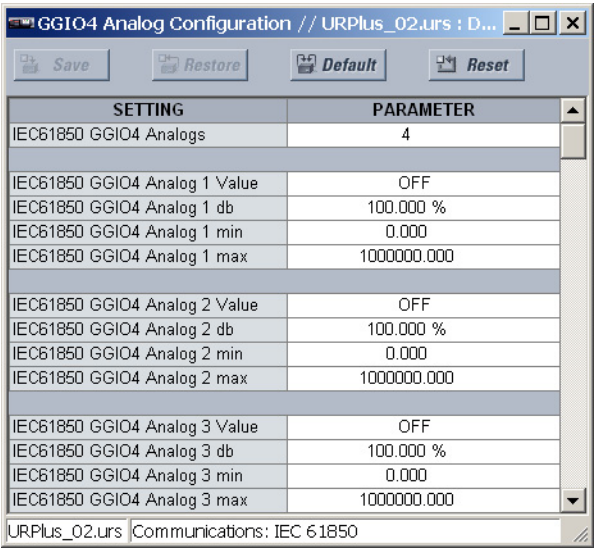 GGIO4 Analog Configuration // URPlus_02.urs : D...
Save Restore Default Reset
SETTING PARAMETER
IEC61850 GGIO4 Analogs 4
IEC61850 GGIO4 Analog 1 Value OFF
IEC61850 GGIO4 Analog 1 db 100.000 %
IEC61850 GGIO4 Analog 1 min 0.000
IEC61850 GGIO4 Analog 1 max 1000000.000
IEC61850 GGIO4 Analog 2 Value OFF
IEC61850 GGIO4 Analog 2 db 100.000 %
IEC61850 GGIO4 Analog 2 min 0.000
IEC61850 GGIO4 Analog 2 max 1000000.000
IEC61850 GGIO4 Analog 3 Value OFF
IEC61850 GGIO4 Analog 3 db 100.000 %
IEC61850 GGIO4 Analog 3 min 0.000
IEC61850 GGIO4 Analog 3 max 1000000.000
URPlus_02.urs Communications: IEC 61850